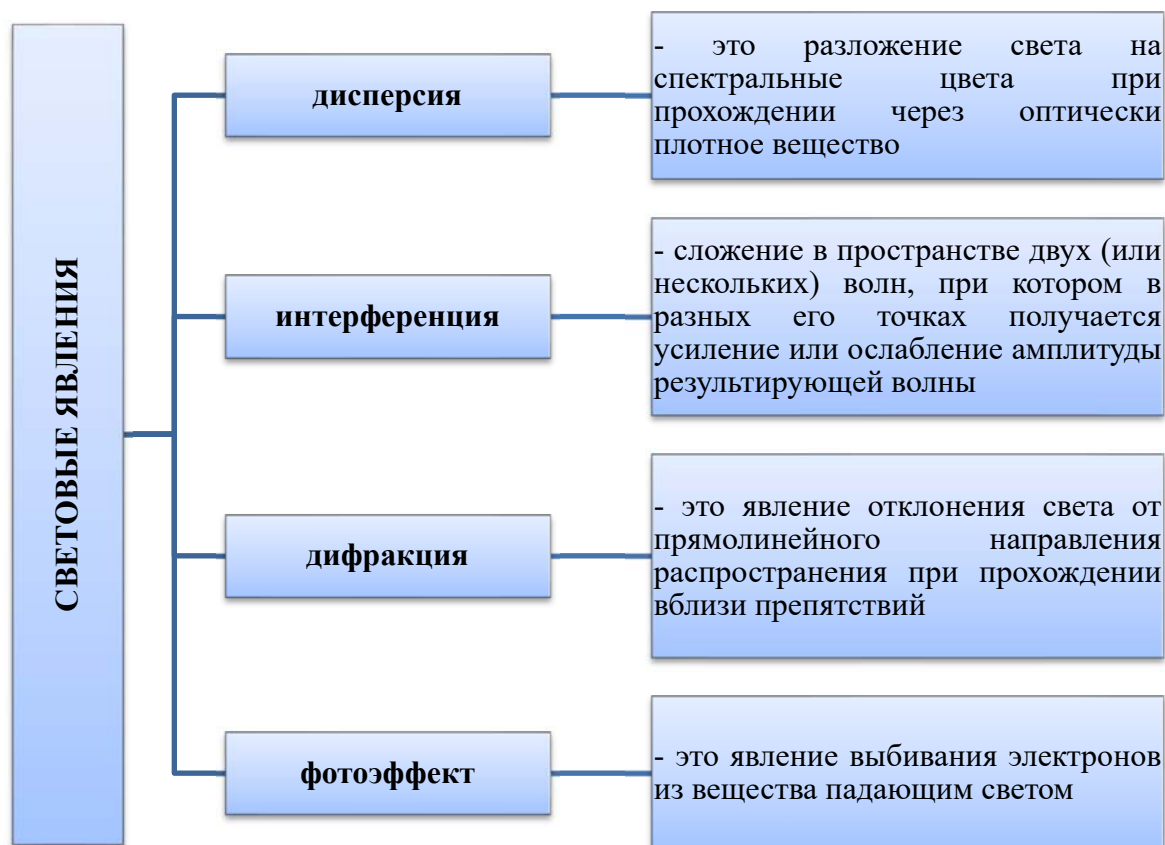 СВЕТОВЫЕ ЯВЛЕНИЯ
дисперсия
- это разложение света на
спектральные цвета при
прохождении через оптически
плотное вещество
интерференция
- сложение в пространстве двух (или
нескольких) волн, при котором в
разных его точках получается
усиление или ослабление амплитуды
результирующей волны
дифракция
- это явление отклонения света от
прямолинейного направления
распространения при прохождении
вблизи препятствий
фотоэффект
- это явление выбивания электронов
из вещества падающим светом